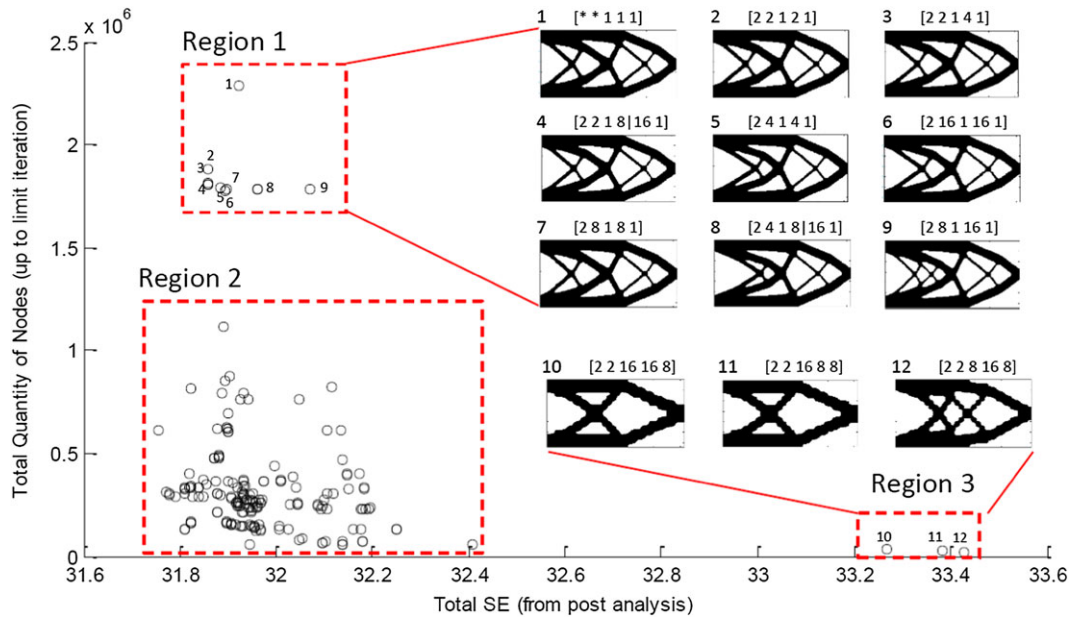 x 10^6
Total Quantity of Nodes (up to limit iteration)
2.5
2
1.5
1
0.5
0
31.6 31.8 32 32.2 32.4 32.6 32.8 33 33.2 33.4 33.6
Total SE (from post analysis)
Region 1
1
2
3
4
5
6
7
8
9
Region 2
1 [* * 1 1 1]
2 [2 2 1 2 1]
3 [2 2 1 4 1]
4 [2 2 1 8|16 1]
5 [2 4 1 4 1]
6 [2 16 1 16 1]
7 [2 8 1 8 1]
8 [2 4 1 8|16 1]
9 [2 8 1 16 1]
10 [2 2 16 16 8]
11 [2 2 16 8 8]
12 [2 2 8 16 8]
Region 3
10 11 12